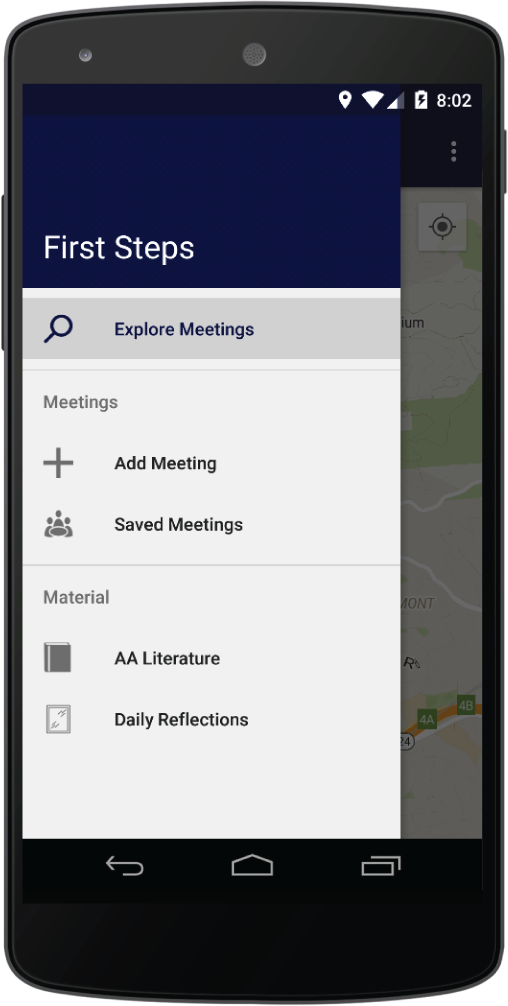 8:02
First Steps
Explore Meetings
ium
Meetings
Add Meeting
Saved Meetings
Material
MONT
AA Literature
4B
4A
Daily Reflections